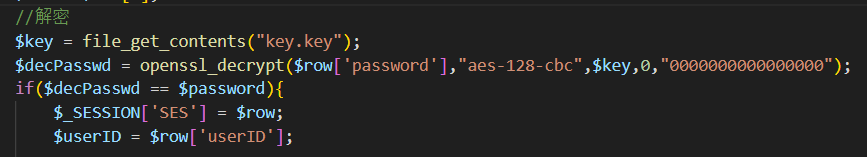 //解密
$key = file_get_contents("key.key");
$decPasswd = openssl_decrypt($row['password'],"aes-128-cbc",$key,0,"0000000000000000");
if($decPasswd == $password){
$_SESSION['SES'] = $row;
$userID = $row['userID'];